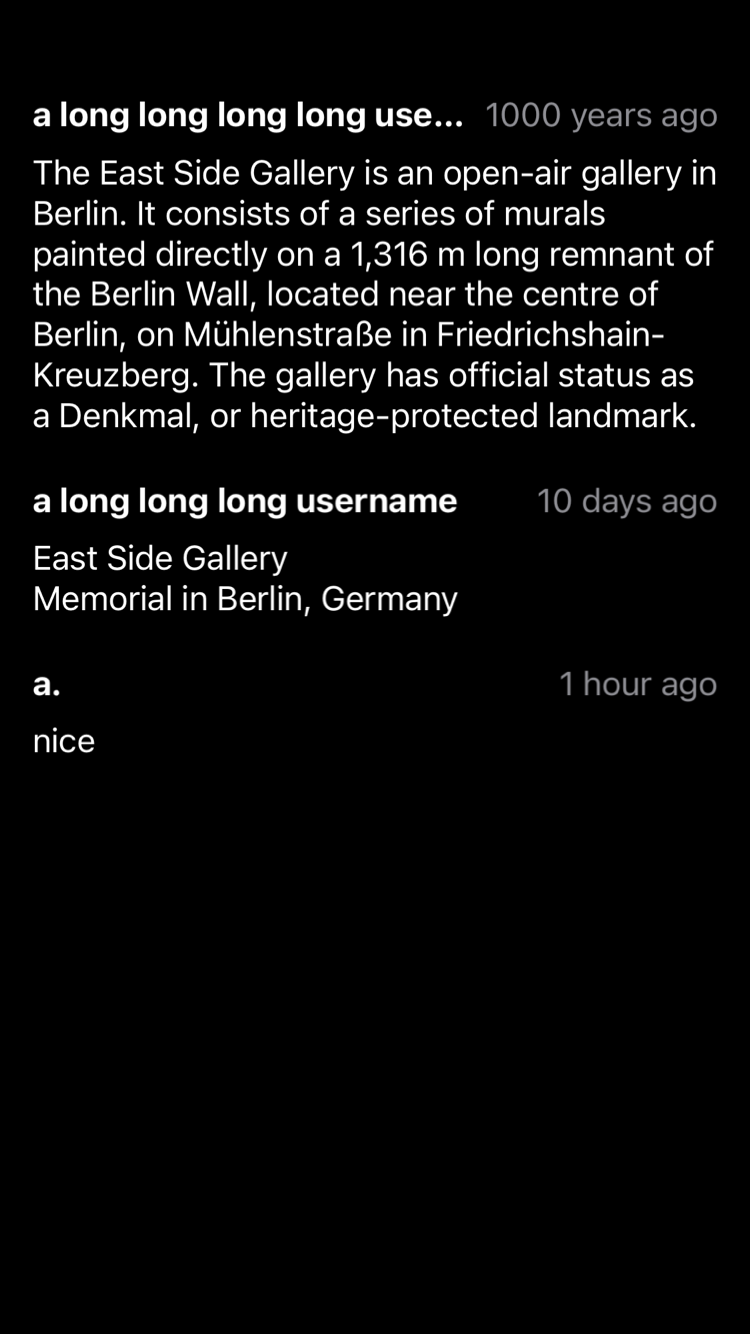 a long long long long use... 1000 years ago
The East Side Gallery is an open-air gallery in
Berlin. It consists of a series of murals
painted directly on a 1,316 m long remnant of
the Berlin Wall, located near the centre of
Berlin, on Mühlenstraße in Friedrichshain-
Kreuzberg. The gallery has official status as
a Denkmal, or heritage-protected landmark.
a long long long username 10 days ago
East Side Gallery
Memorial in Berlin, Germany
a. 1 hour ago
nice